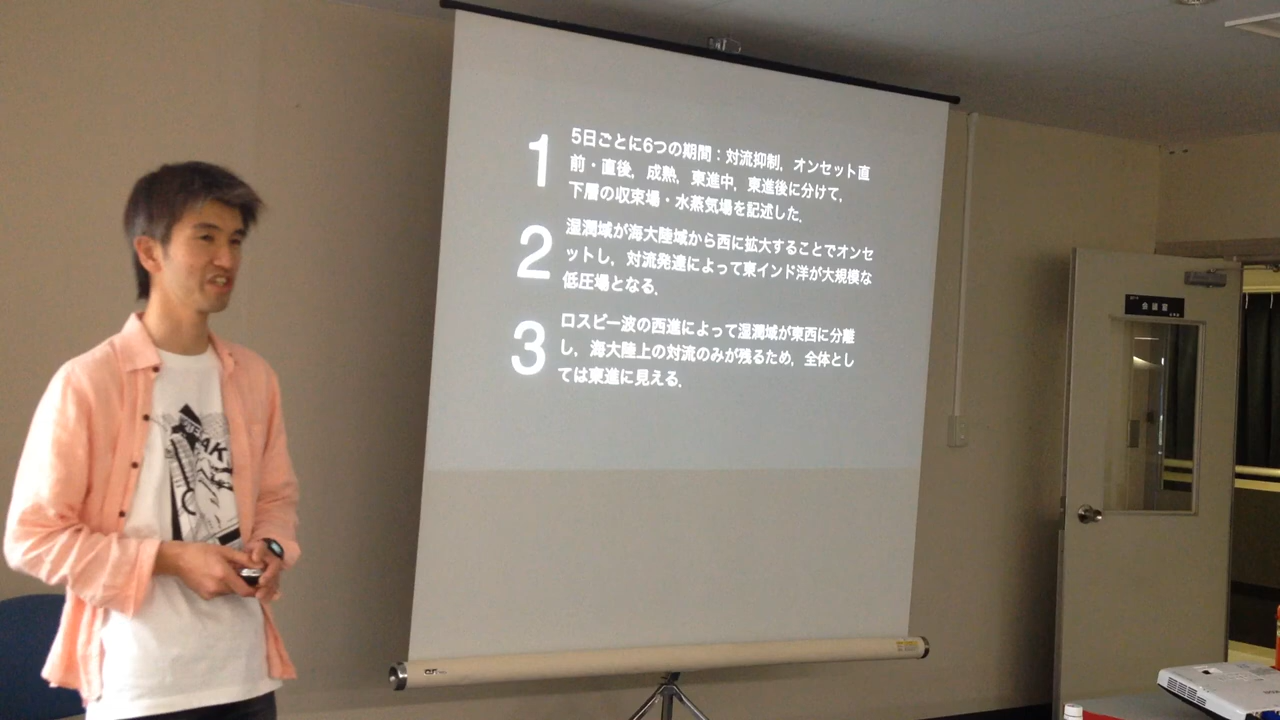 1
5日ごとに6つの期間：対流抑制，オンセット直
前・直後，成熟，東進中，東進後に分けて，
下層の収束場・水蒸気場を記述した．
2
湿潤域が海大陸域から西に拡大することでオンセ
ットし，対流発達によって東インド洋が大規模な
低圧場となる．
3
ロスビー波の西進によって湿潤域が東西に分離
し，海大陸上の対流のみが残るため，全体とし
ては東進に見える．
会議室